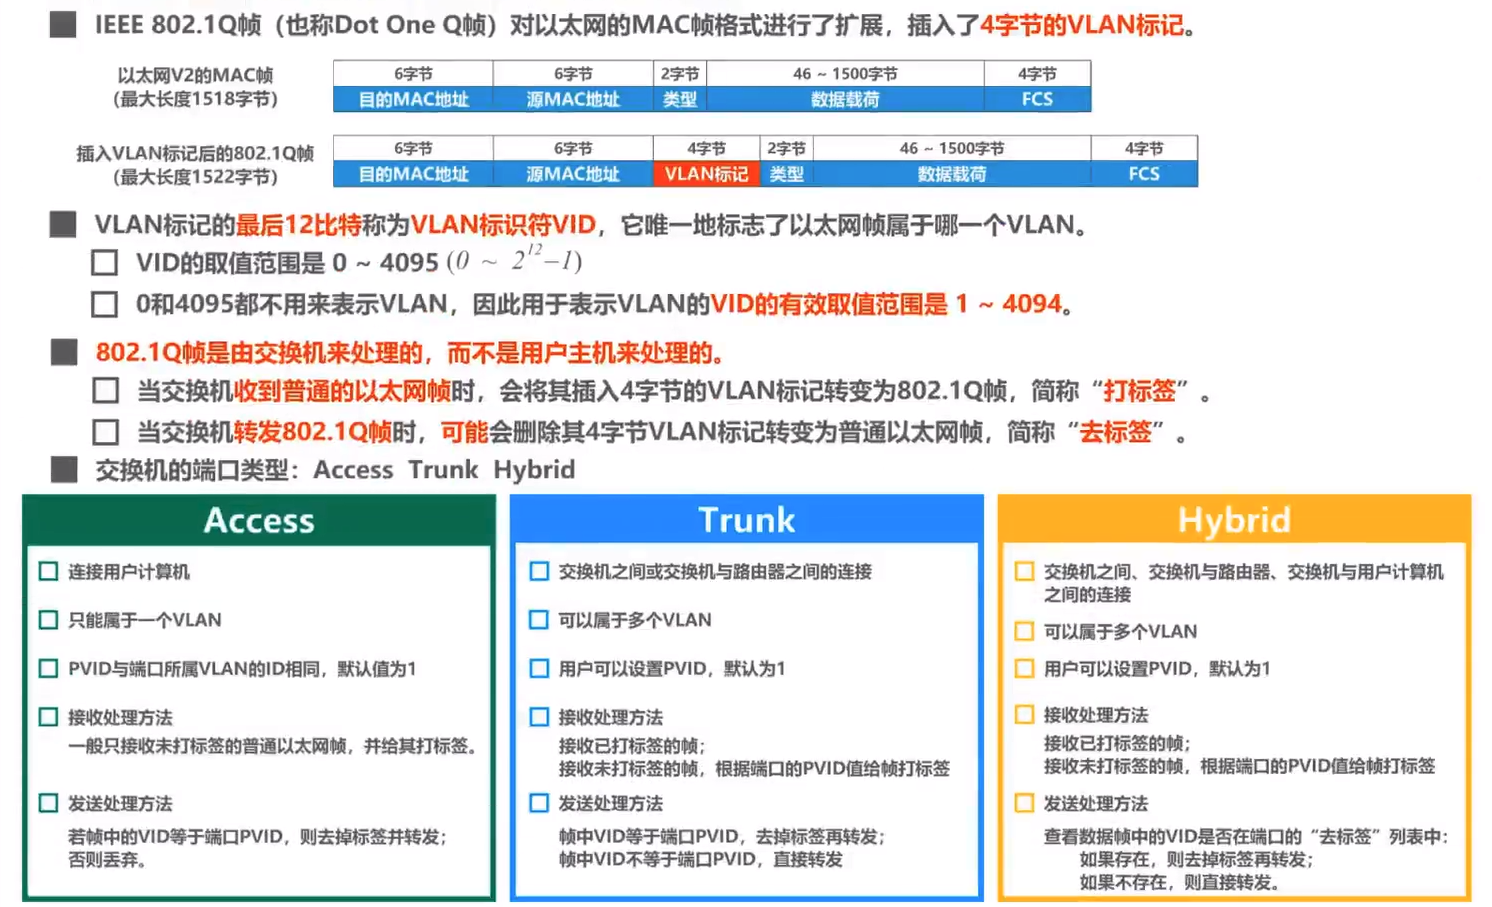 IEEE 802.1Q帧（也称Dot One Q帧）对以太网的MAC帧格式进行了扩展，插入了4字节的VLAN标记。
以太网V2的MAC帧
(最大长度1518字节)
6字节 6字节 2字节 46 ~ 1500字节 4字节
目的MAC地址 源MAC地址 类型 数据载荷 FCS
插入VLAN标记后的802.1Q帧
(最大长度1522字节)
6字节 6字节 4字节 2字节 46 ~ 1500字节 4字节
目的MAC地址 源MAC地址 VLAN标记 类型 数据载荷 FCS
VLAN标记的最后12比特称为VLAN标识符VID，它唯一地标志了以太网帧属于哪一个VLAN。
VID的取值范围是 0 ~ 4095 (0 ~ 2^12−1)
0和4095都不用来表示VLAN，因此用于表示VLAN的VID的有效取值范围是 1 ~ 4094。
802.1Q帧是由交换机来处理的，而不是用户主机来处理的。
当交换机收到普通的以太网帧时，会将其插入4字节的VLAN标记转变为802.1Q帧，简称“打标签”。
当交换机转发802.1Q帧时，可能会删除其4字节VLAN标记转变为普通以太网帧，简称“去标签”。
交换机的端口类型：Access Trunk Hybrid
Access
连接用户计算机
只能属于一个VLAN
PVID与端口所属VLAN的ID相同，默认值为1
接收处理方法
一般只接收未打标签的普通以太网帧，并给其打标签。
发送处理方法
若帧中的VID等于端口PVID，则去掉标签并转发；
否则丢弃。
Trunk
交换机之间或交换机与路由器之间的连接
可以属于多个VLAN
用户可以设置PVID，默认为1
接收处理方法
接收已打标签的帧；
接收未打标签的帧，根据端口的PVID值给帧打标签
发送处理方法
帧中VID等于端口PVID，去掉标签再转发；
帧中VID不等于端口PVID，直接转发
Hybrid
交换机之间、交换机与路由器、交换机与用户计算机
之间的连接
可以属于多个VLAN
用户可以设置PVID，默认为1
接收处理方法
接收已打标签的帧；
接收未打标签的帧，根据端口的PVID值给帧打标签
发送处理方法
查看数据帧中的VID是否在端口的“去标签”列表中：
如果存在，则去掉标签再转发；
如果不存在，则直接转发。